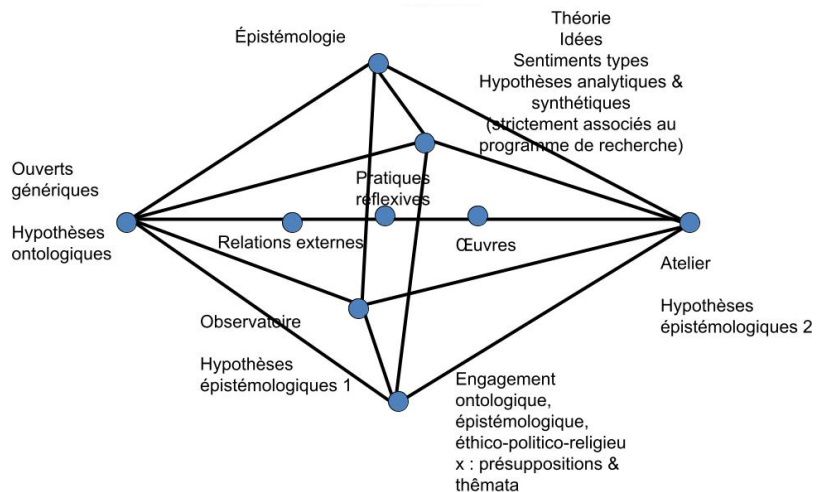 Épistémologie
Théorie
Idées
Sentiments types
Hypothèses analytiques &
synthétiques
(strictement associés au
programme de recherche)
Ouverts
génériques
Hypothèses
ontologiques
Pratiques
réflexives
Relations externes
Œuvres
Atelier
Hypothèses
épistémologiques 2
Observatoire
Hypothèses
épistémologiques 1
Engagement
ontologique,
épistémologique,
éthico-politico-religieu
x : présuppositions &
thêmata